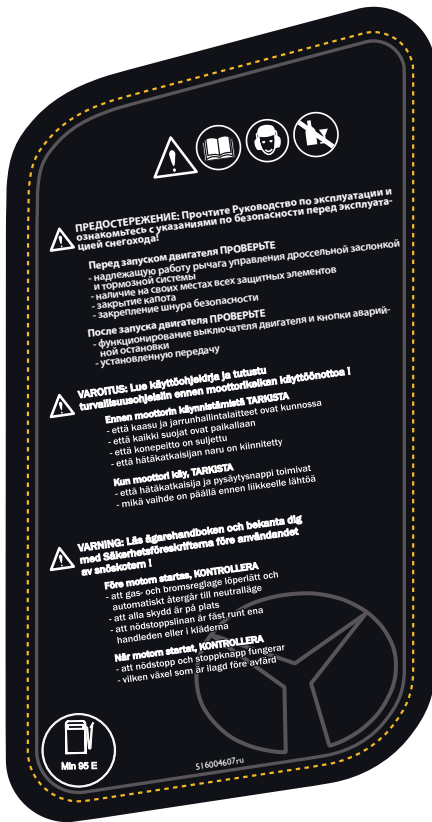 ПРЕДОСТЕРЕЖЕНИЕ: Прочтите Руководство по эксплуатации и
ознакомьтесь с указаниями по безопасности перед эксплуата-
цией снегохода!
Перед запуском двигателя ПРОВЕРЬТЕ
- надлежащую работу рычага управления дроссельной заслонкой
и тормозной системы
- наличие на своих местах всех защитных элементов
- закрытие капота
- закрепление шнура безопасности
После запуска двигателя ПРОВЕРЬТЕ
- функционирование выключателя двигателя и кнопки аварий-
ной остановки
- установленную передачу
VAROITUS: Lue käyttöohjekirja ja tutustu
turvallisuusohjeisiin ennen moottorikelkan käyttöönottoa !
Ennen moottorin käynnistämistä TARKISTA
- että kaasu ja jarrunhallintalaitteet ovat kunnossa
- että kaikki suojat ovat paikallaan
- että konepeitto on suljettu
- että hätäkatkaisijan naru on kiinnitetty
Kun moottori käy, TARKISTA
- että hätäkatkaisija ja pysäytysnappi toimivat
- mikä vaihde on päällä ennen liikkeelle lähtöä
VARNING: Läs ägarehandboken och bekanta dig
med Säkerhetsföreskrifterna före användandet
av snöskotern !
Före motorn startas, KONTROLLERA
- att gas- och bromsreglage löperlätt och
automatiskt återgår till neutralläge
- att alla skydd är på plats
- att nödstoppslinan är fäst runt ena
handleden eller i kläderna
När motorn startat, KONTROLLERA
- att nödstopp och stoppknapp fungerar
- vilken växel som är ilagd före avfärd
Min 95 E
516004607ru